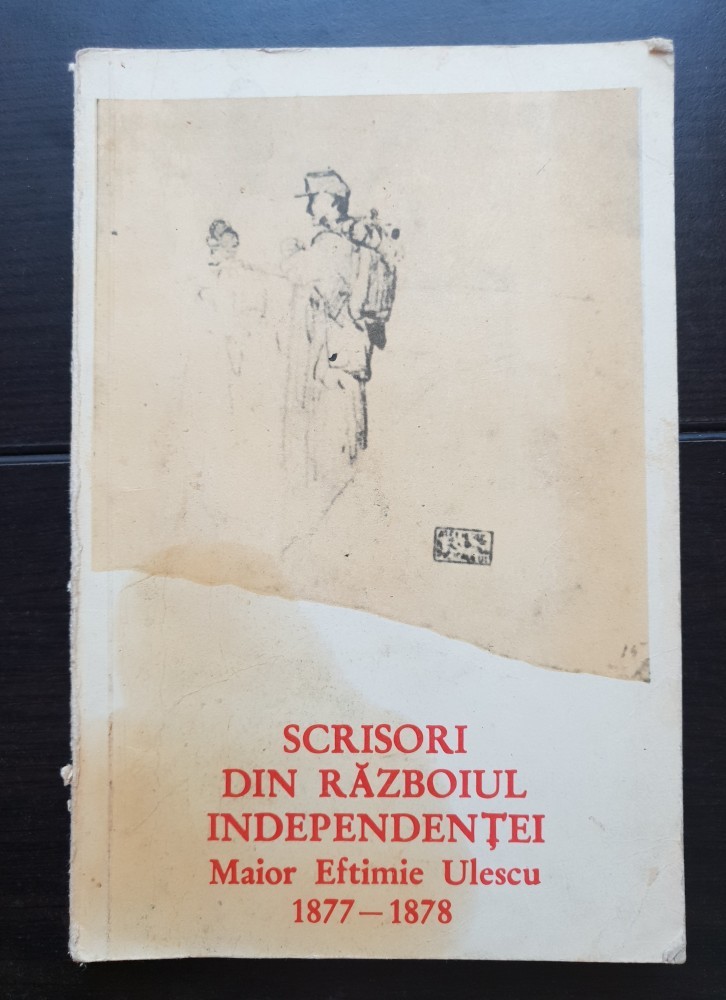 SCRISORI
DIN RĂZBOIUL
INDEPENDENŢEI
Maior Eftimie Ulescu
1877—1878